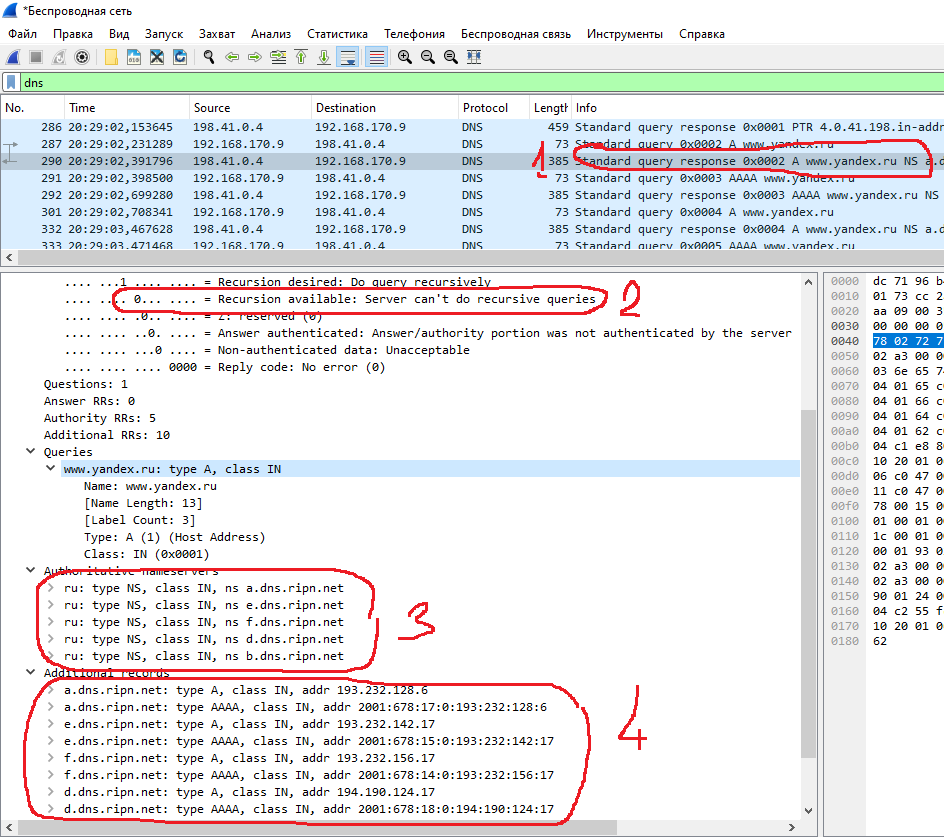 *Беспроводная сеть
Файл Правка Вид Запуск Захват Анализ Статистика Телефония Беспроводная связь Инструменты Справка
dns
No. Time Source Destination Protocol Length Info
286 20:29:02,153645 198.41.0.4 192.168.170.9 DNS 459 Standard query response 0x0001 PTR 4.0.41.198.in-addr
287 20:29:02,231289 192.168.170.9 198.41.0.4 DNS 73 Standard query 0x0002 A www.yandex.ru
290 20:29:02,391796 198.41.0.4 192.168.170.9 DNS 385 Standard query response 0x0002 A www.yandex.ru NS a.d
1
291 20:29:02,398500 192.168.170.9 198.41.0.4 DNS 73 Standard query 0x0003 AAAA www.yandex.ru
292 20:29:02,699280 198.41.0.4 192.168.170.9 DNS 385 Standard query response 0x0003 AAAA www.yandex.ru NS
301 20:29:02,708341 192.168.170.9 198.41.0.4 DNS 73 Standard query 0x0004 A www.yandex.ru
332 20:29:03,467628 198.41.0.4 192.168.170.9 DNS 385 Standard query response 0x0004 A www.yandex.ru NS a.d
333 20:29:03,471468 192.168.170.9 198.41.0.4 DNS 73 Standard query 0x0005 AAAA www.yandex.ru
.... ...1 .... .... = Recursion desired: Do query recursively
.... .... 0... .... = Recursion available: Server can't do recursive queries
2
.... .... .0.. .... = Z: reserved (0)
.... .... ..0. .... = Answer authenticated: Answer/authority portion was not authenticated by the server
.... .... ...0 .... = Non-authenticated data: Unacceptable
.... .... .... 0000 = Reply code: No error (0)
Questions: 1
Answer RRs: 0
Authority RRs: 5
Additional RRs: 10
Queries
www.yandex.ru: type A, class IN
Name: www.yandex.ru
[Name Length: 13]
[Label Count: 3]
Type: A (1) (Host Address)
Class: IN (0x0001)
Authoritative nameservers
ru: type NS, class IN, ns a.dns.ripn.net
ru: type NS, class IN, ns e.dns.ripn.net
ru: type NS, class IN, ns f.dns.ripn.net
ru: type NS, class IN, ns d.dns.ripn.net
ru: type NS, class IN, ns b.dns.ripn.net
3
Additional records
a.dns.ripn.net: type A, class IN, addr 193.232.128.6
a.dns.ripn.net: type AAAA, class IN, addr 2001:678:17:0:193:232:128:6
e.dns.ripn.net: type A, class IN, addr 193.232.142.17
e.dns.ripn.net: type AAAA, class IN, addr 2001:678:15:0:193:232:142:17
f.dns.ripn.net: type A, class IN, addr 193.232.156.17
f.dns.ripn.net: type AAAA, class IN, addr 2001:678:14:0:193:232:156:17
d.dns.ripn.net: type A, class IN, addr 194.190.124.17
d.dns.ripn.net: type AAAA, class IN, addr 2001:678:18:0:194:190:124:17
4
0000 dc 71 96 b
0010 01 73 cc 2
0020 aa 09 00 3
0030 00 00 00 0
0040 78 02 72 7
0050 02 a3 00 0
0060 03 6e 65 7
0070 04 01 65 c
0080 04 01 66 c
0090 04 01 64 c
00a0 04 01 62 c
00b0 04 c1 e8 8
00c0 10 20 01 0
00d0 06 c0 47 0
00e0 11 c0 47 0
00f0 78 00 15 0
0100 01 00 01 0
0110 1c 00 01 0
0120 00 01 93 0
0130 02 a3 00 0
0140 02 a3 00 0
0150 90 01 24 0
0160 04 c2 55 f
0170 10 20 01 0
0180 62